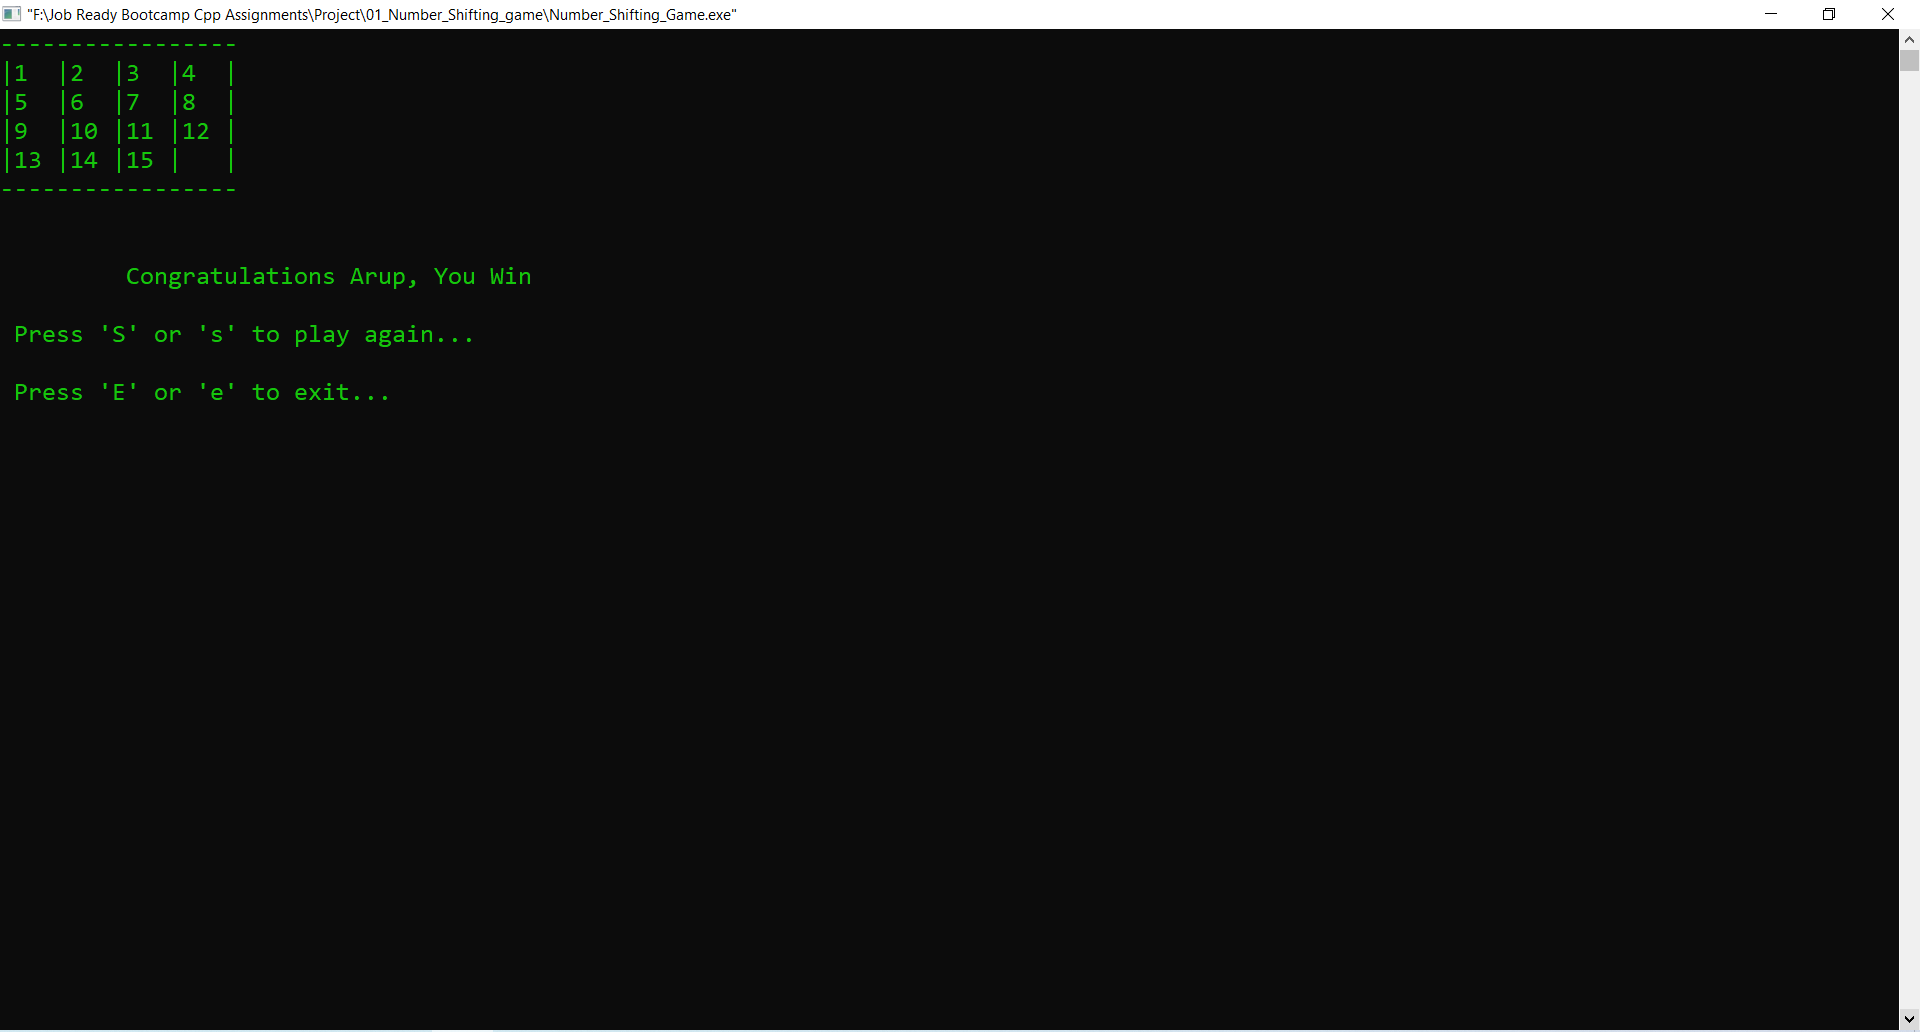 "F:\Job Ready Bootcamp Cpp Assignments\Project\01_Number_Shifting_game\Number_Shifting_Game.exe"
-----------------
|1  |2  |3  |4  |
|5  |6  |7  |8  |
|9  |10 |11 |12 |
|13 |14 |15 |   |
-----------------
Congratulations Arup, You Win
Press 'S' or 's' to play again...
Press 'E' or 'e' to exit...